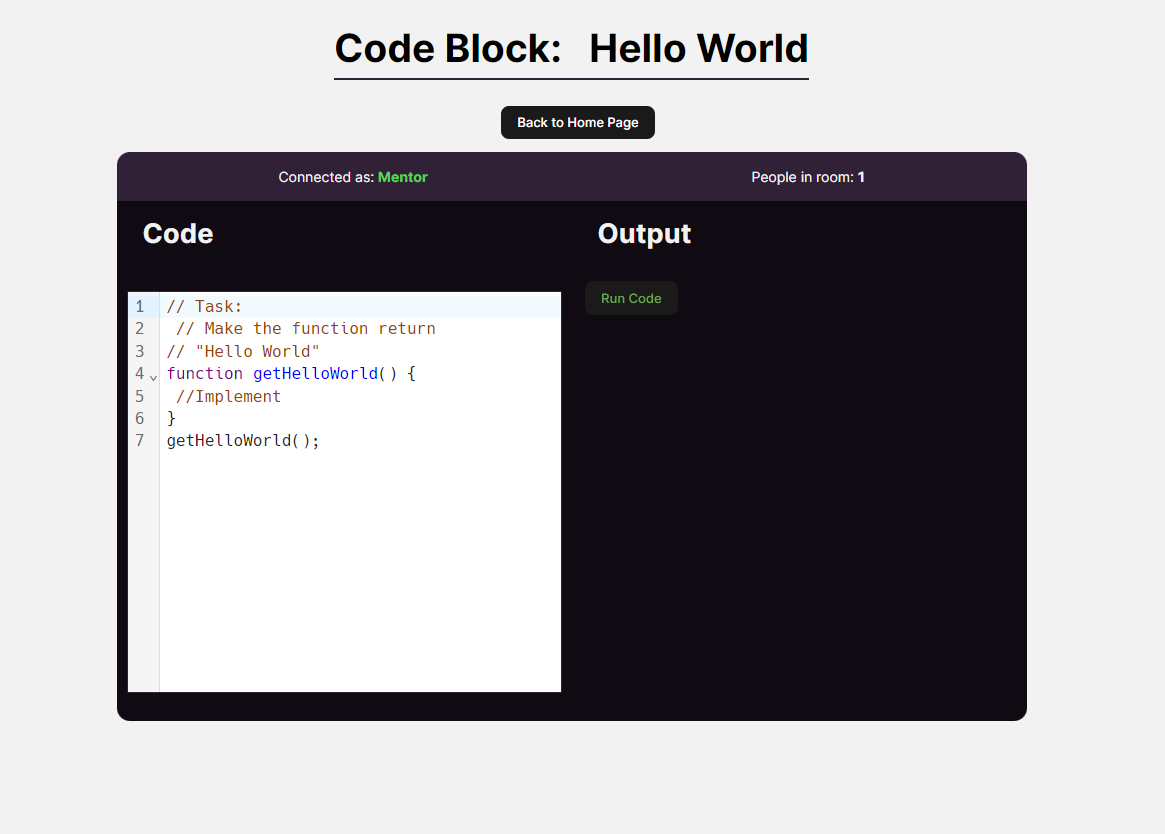 Code Block: Hello World
Back to Home Page
Connected as: Mentor
People in room: 1
Code
Output
Run Code
1 // Task:
2 // Make the function return
3 // "Hello World"
4 function getHelloWorld() {
5 //Implement
6 }
7 getHelloWorld();